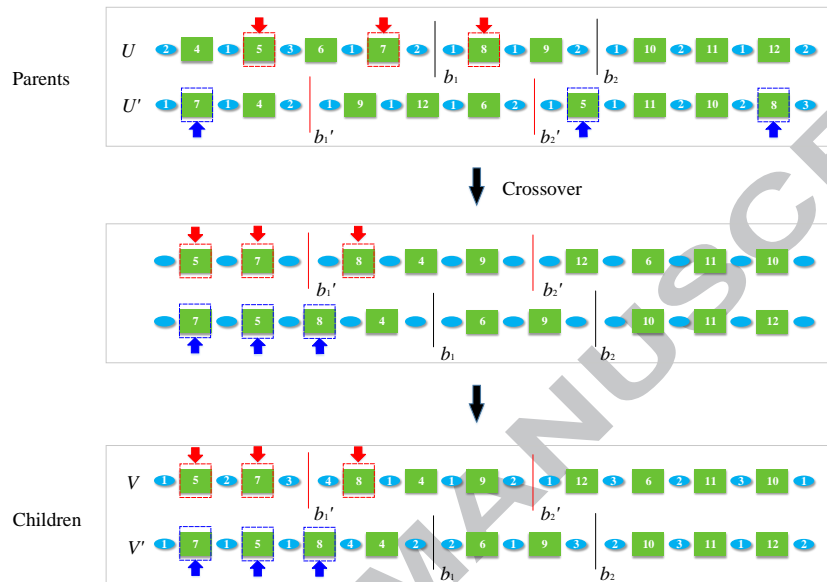 U 2 4 1 5 3 6 1 7 2 1 8 1 9 2 1 10 2 11 1 12 2
b₁ b₂
Parents
U' 1 7 1 4 2 1 9 1 12 1 6 2 1 5 1 11 2 10 2 8 3
b₁' b₂'
Crossover
5 7 8 4 9 12 6 11 10
b₁' b₂'
7 5 8 4 6 9 10 11 12
b₁ b₂
V 1 5 2 7 3 4 8 1 4 1 9 2 1 12 3 6 2 11 3 10 1
b₁' b₂'
Children
V' 1 7 1 5 1 8 4 4 2 2 6 1 9 3 2 10 3 11 1 12 2
b₁ b₂
MANUSC